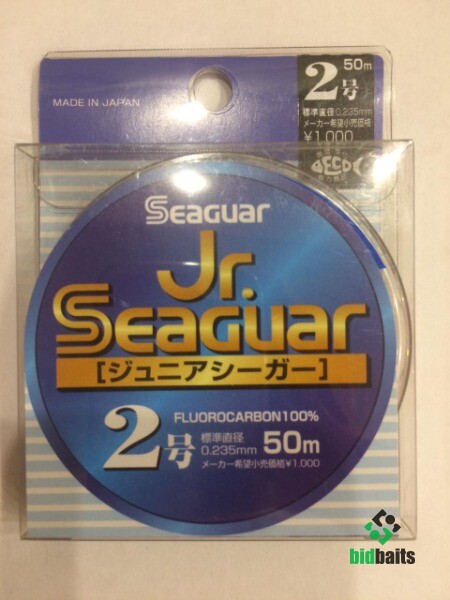 50m
2号
MADE IN JAPAN
標準直径 0.235mm
メーカー希望小売価格
¥1,000
SEAGUAR
Jr.
SEAGUAR
[ジュニアシーガー]
FLUOROCARBON100%
2号 標準直径 50m
0.235mm
メーカー希望小売価格¥1,000
bidbaits